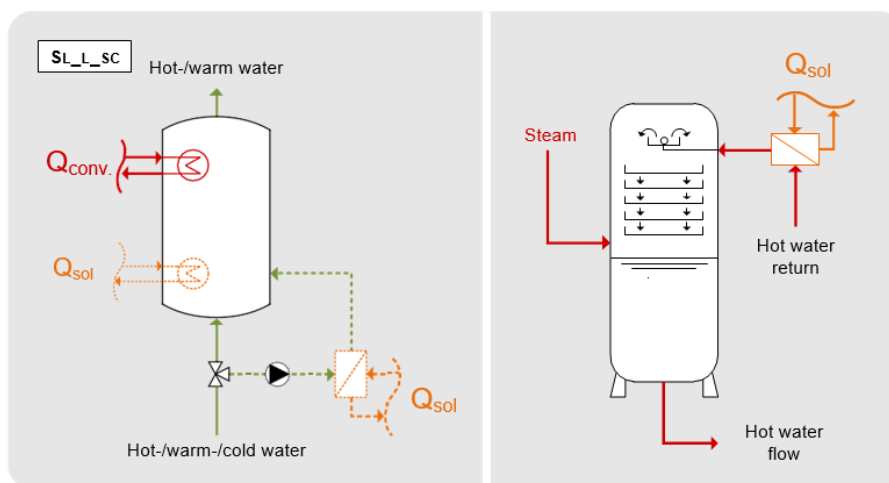 SL_L_SC
Hot-/warm water
Qconv.
Qsol
Qsol
Hot-/warm-/cold water
Qsol
Steam
Hot water
return
Hot water
flow